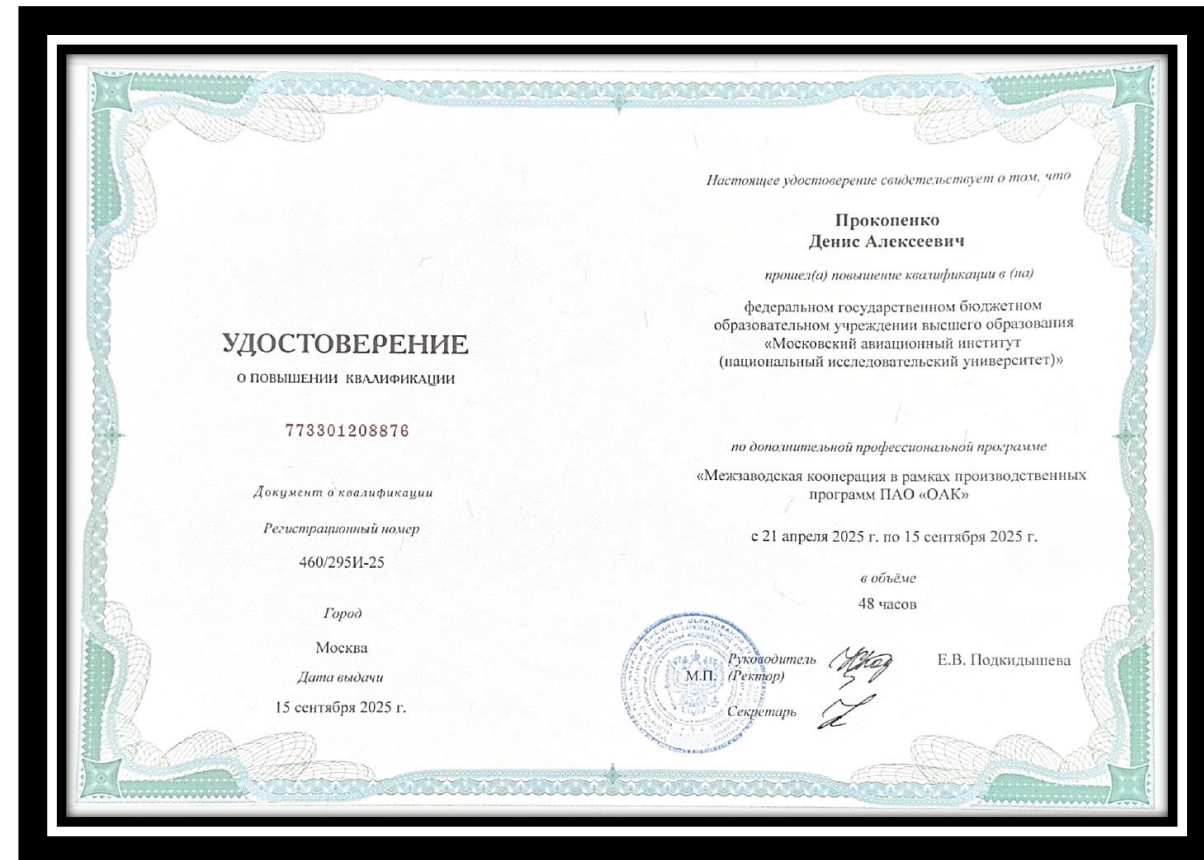 УДОСТОВЕРЕНИЕ
О ПОВЫШЕНИИ КВАЛИФИКАЦИИ
773301208876
Документ о квалификации
Регистрационный номер
460/295И-25
Город
Москва
Дата выдачи
15 сентября 2025 г.
Настоящее удостоверение свидетельствует о том, что
Прокопенко
Денис Алексеевич
прошел(а) повышение квалификации в (на)
федеральном государственном бюджетном
образовательном учреждении высшего образования
«Московский авиационный институт
(национальный исследовательский университет)»
по дополнительной профессиональной программе
«Межзаводская кооперация в рамках производственных
программ ПАО «ОАК»
с 21 апреля 2025 г. по 15 сентября 2025 г.
в объёме
48 часов
Руководитель
М.П. (Ректор)
Е.В. Подкидышева
Секретарь